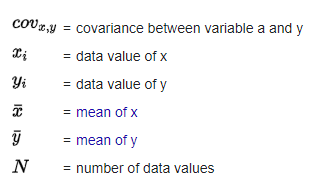 cov_{x,y} = covariance between variable a and y
x_i = data value of x
y_i = data value of y
x̄ = mean of x
ȳ = mean of y
N = number of data values